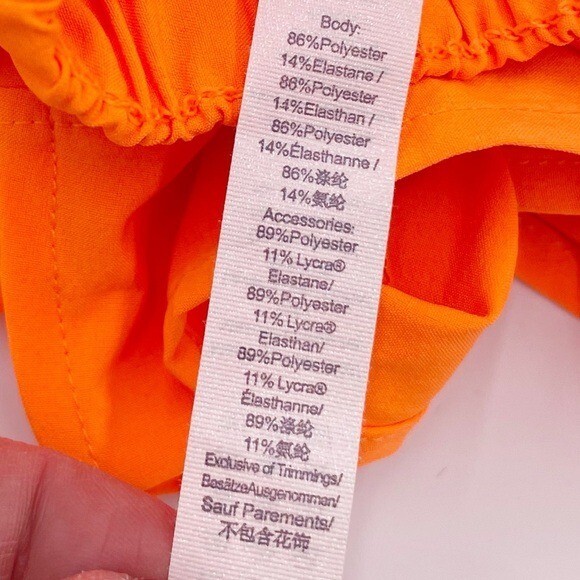 Body:
86%Polyester
14%Elastane /
86%Polyester
14%Elasthan /
86%Polyester
14%Élasthanne /
86%涤纶
14%氨纶
Accessories:
89%Polyester
11% Lycra®
Elastane/
89%Polyester
11% Lycra®
Elasthan/
89%Polyester
11% Lycra®
Élasthanne/
89%涤纶
11%氨纶
Exclusive of Trimmings/
BesätzeAusgenommen/
Sauf Parements/
不包含花饰